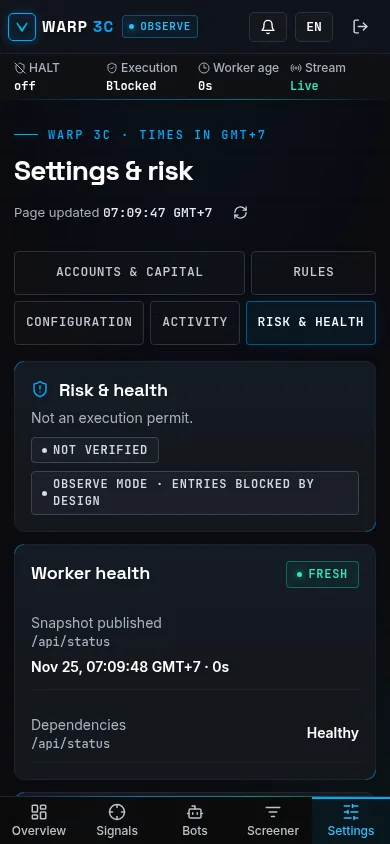 WARP 3C OBSERVE EN
HALT Execution Worker age Stream
off Blocked 0s Live
WARP 3C · TIMES IN GMT+7
Settings & risk
Page updated 07:09:47 GMT+7
ACCOUNTS & CAPITAL RULES
CONFIGURATION ACTIVITY RISK & HEALTH
Risk & health
Not an execution permit.
NOT VERIFIED
OBSERVE MODE · ENTRIES BLOCKED BY
DESIGN
Worker health FRESH
Snapshot published
/api/status
Nov 25, 07:09:48 GMT+7 · 0s
Dependencies
/api/status
Healthy
Overview Signals Bots Screener Settings